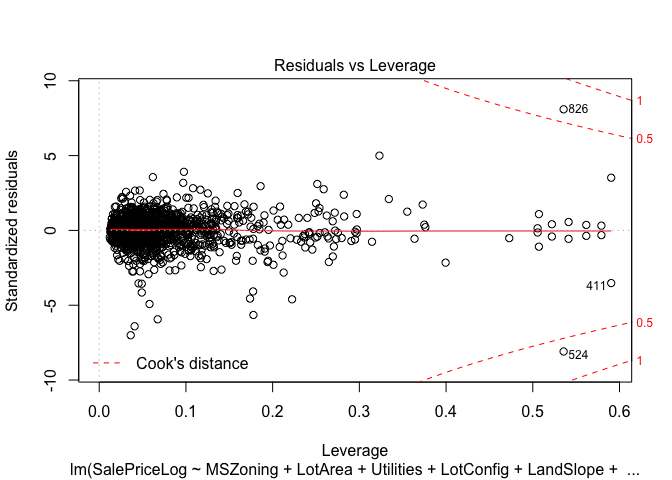 Residuals vs Leverage
Standardized residuals
10
5
0
-5
-10
826
411
524
1
0.5
0.5
1
Cook's distance
0.0 0.1 0.2 0.3 0.4 0.5 0.6
Leverage
lm(SalePriceLog ~ MSZoning + LotArea + Utilities + LotConfig + LandSlope + ...